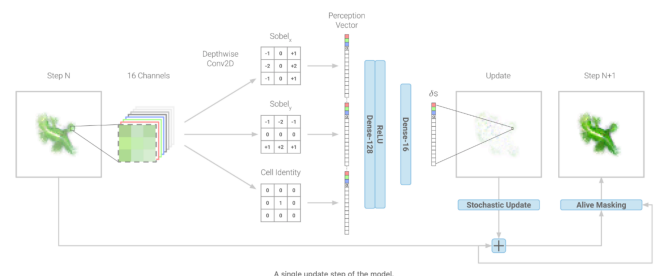 Perception
Vector
Sobelx
Depthwise
Conv2D
Step N
16 Channels
-1 0 +1
-2 0 +2
-1 0 +1
δS
Update
Step N+1
Sobely
-1 -2 -1
0 0 0
+1 +2 +1
ReLU
Dense-128
Dense-16
Cell Identity
0 0 0
0 1 0
0 0 0
Stochastic Update
Alive Masking
+
A single update step of the model.